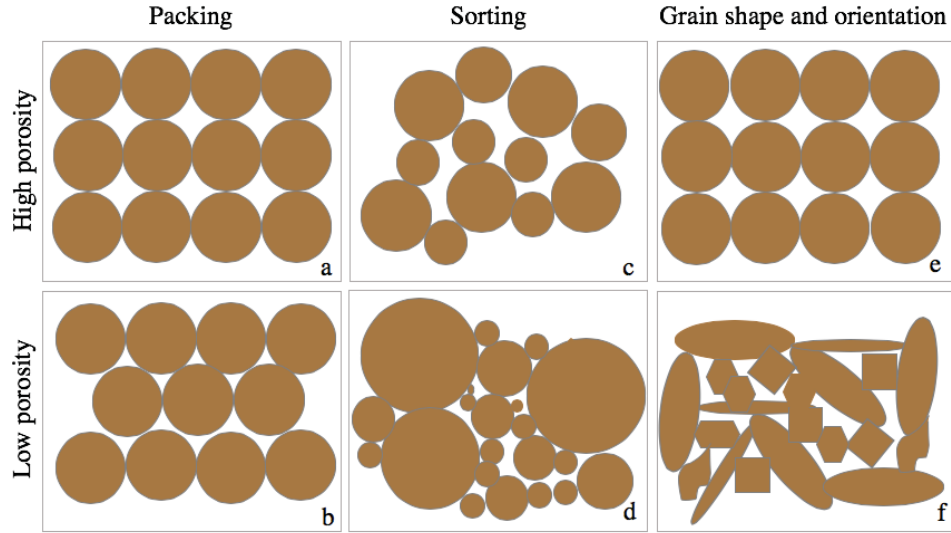 Packing
Sorting
Grain shape and orientation
High porosity
a
c
e
Low porosity
b
d
f